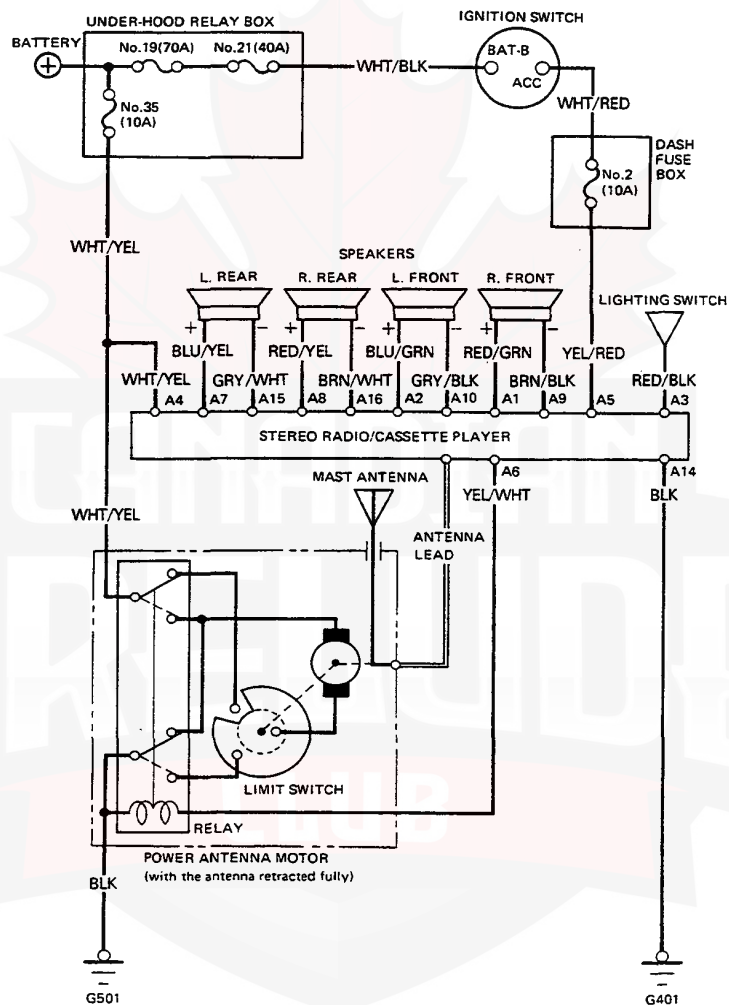 UNDER-HOOD RELAY BOX
IGNITION SWITCH
BATTERY
No.19(70A)
No.21(40A)
BAT-B
WHT/BLK
ACC
No.35
(10A)
WHT/RED
DASH
FUSE
BOX
No.2
(10A)
WHT/YEL
SPEAKERS
L. REAR
R. REAR
L. FRONT
R. FRONT
LIGHTING SWITCH
+
−
+
−
+
−
+
−
BLU/YEL
RED/YEL
BLU/GRN
RED/GRN
YEL/RED
WHT/YEL
GRY/WHT
BRN/WHT
GRY/BLK
BRN/BLK
RED/BLK
A4
A7
A15
A8
A16
A2
A10
A1
A9
A5
A3
STEREO RADIO/CASSETTE PLAYER
MAST ANTENNA
A6
A14
YEL/WHT
BLK
WHT/YEL
ANTENNA
LEAD
CANADIAN
PRELUDE
CLUB
LIMIT SWITCH
RELAY
POWER ANTENNA MOTOR
(with the antenna retracted fully)
BLK
G501
G401